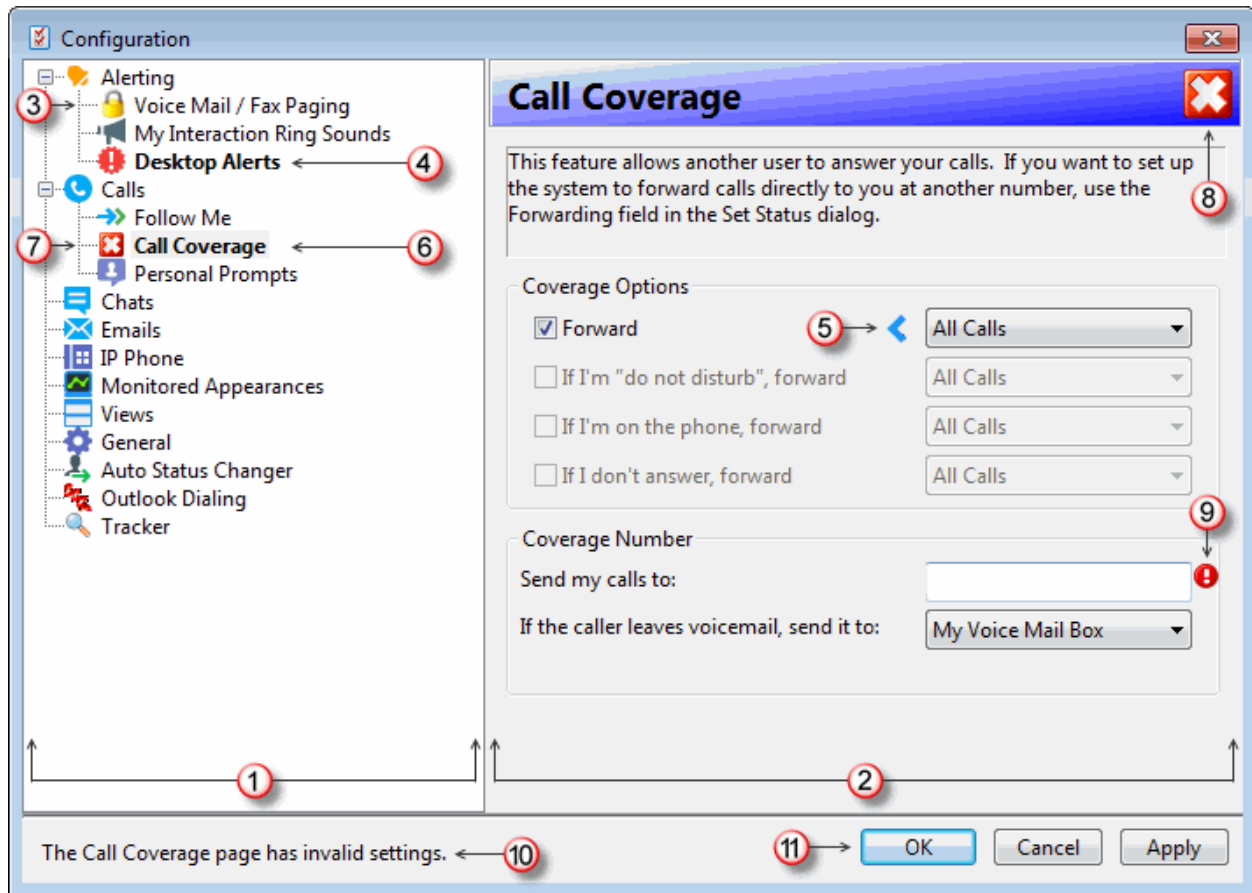 Configuration
Alerting
3
Voice Mail / Fax Paging
My Interaction Ring Sounds
Desktop Alerts
4
Calls
Follow Me
7
Call Coverage
6
Personal Prompts
Chats
Emails
IP Phone
Monitored Appearances
Views
General
Auto Status Changer
Outlook Dialing
Tracker
1
Call Coverage
8
This feature allows another user to answer your calls. If you want to set up
the system to forward calls directly to you at another number, use the
Forwarding field in the Set Status dialog.
Coverage Options
Forward
5
All Calls
If I'm "do not disturb", forward
All Calls
If I'm on the phone, forward
All Calls
If I don't answer, forward
All Calls
9
Coverage Number
Send my calls to:
If the caller leaves voicemail, send it to:
My Voice Mail Box
2
The Call Coverage page has invalid settings.
10
11
OK
Cancel
Apply